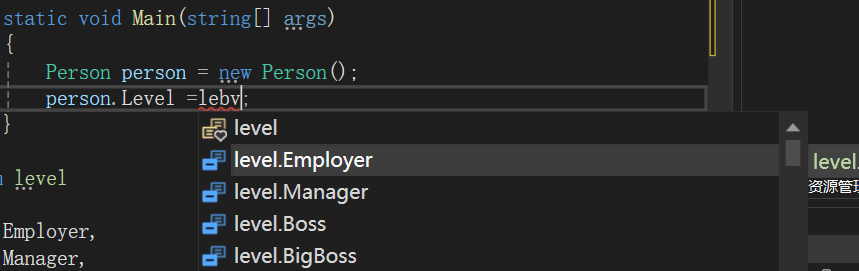 static void Main(string[] args)
{
Person person = new Person();
person.Level =lebv;
}
level
level.Employer
level.
level.Manager
资源管理
level
level.Boss
Employer,
level.BigBoss
Manager,